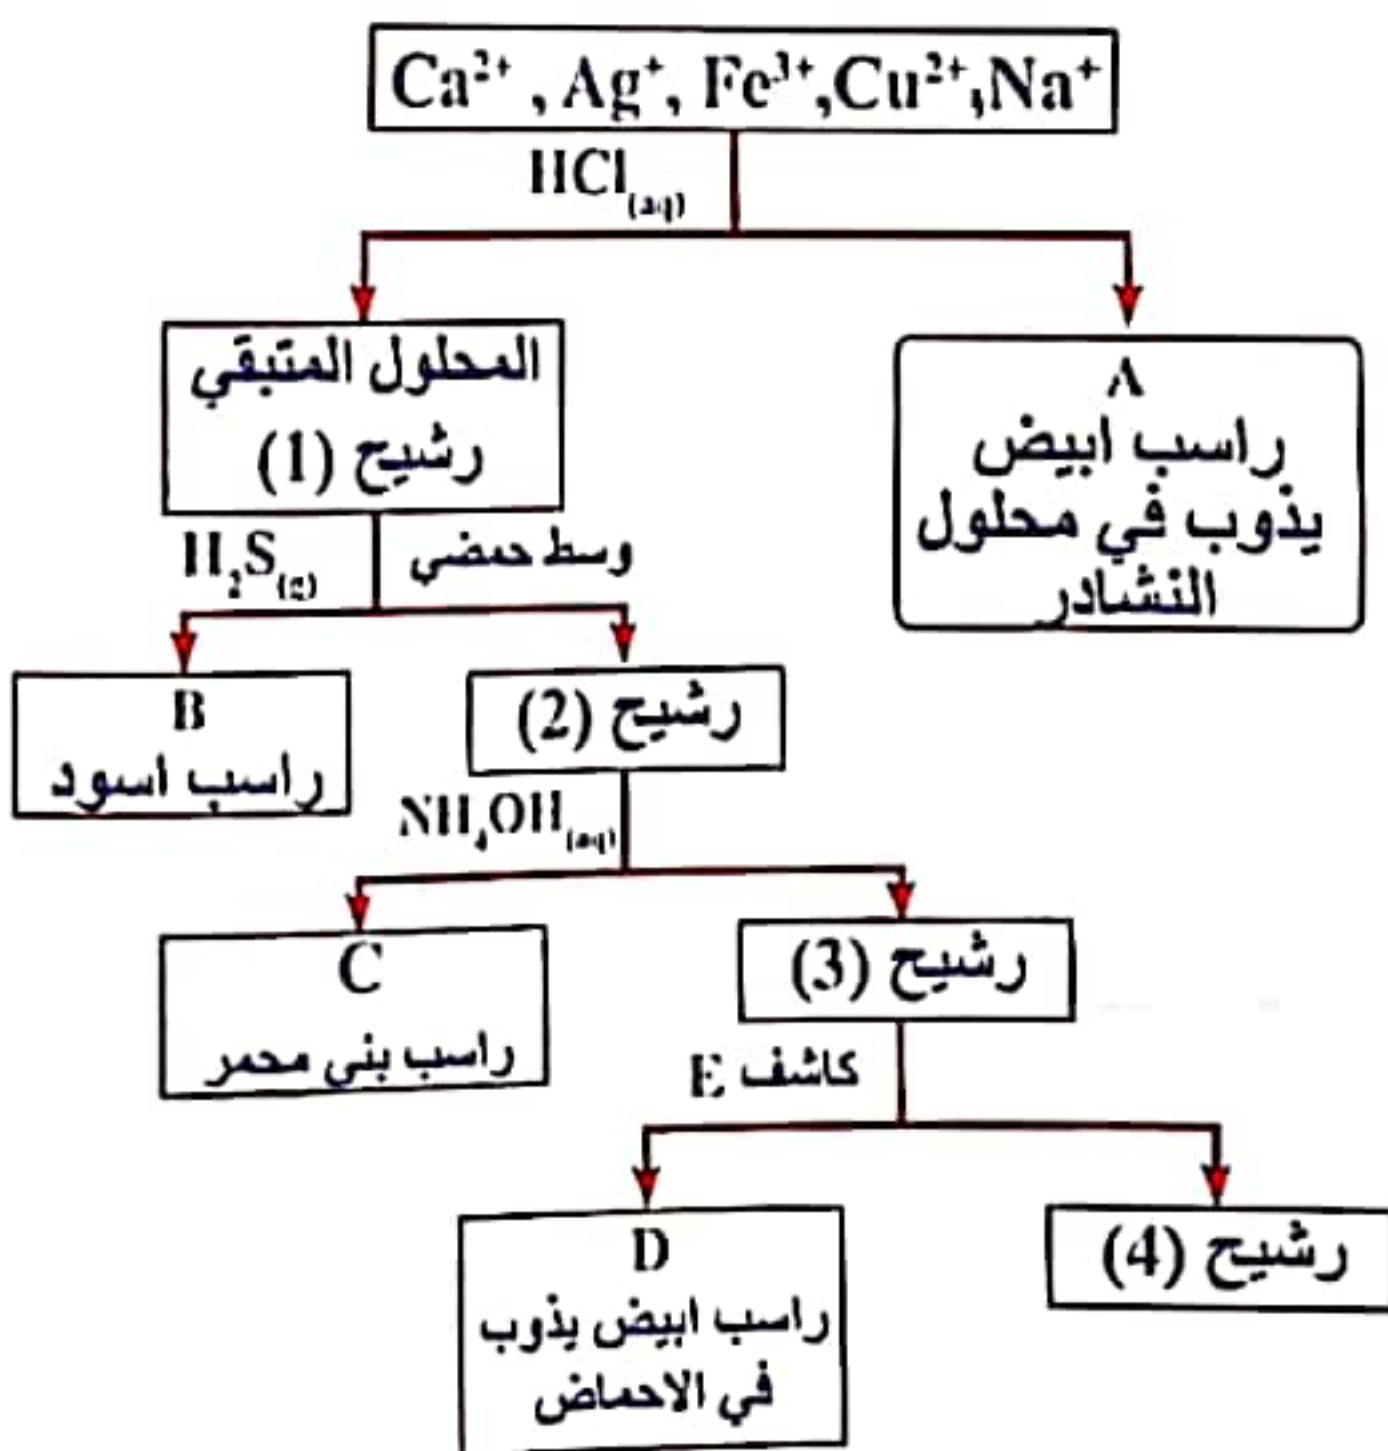 Ca²⁺ , Ag⁺, Fe³⁺,Cu²⁺,Na⁺
HCl(aq)
المحلول المتبقي
رشيح (1)
A
راسب ابيض
يذوب في محلول
النشادر
H₂S(g)
وسط حمضي
B
راسب اسود
رشيح (2)
NH₄OH(aq)
C
راسب بني محمر
رشيح (3)
كاشف E
D
راسب ابيض يذوب
في الاحماض
رشيح (4)